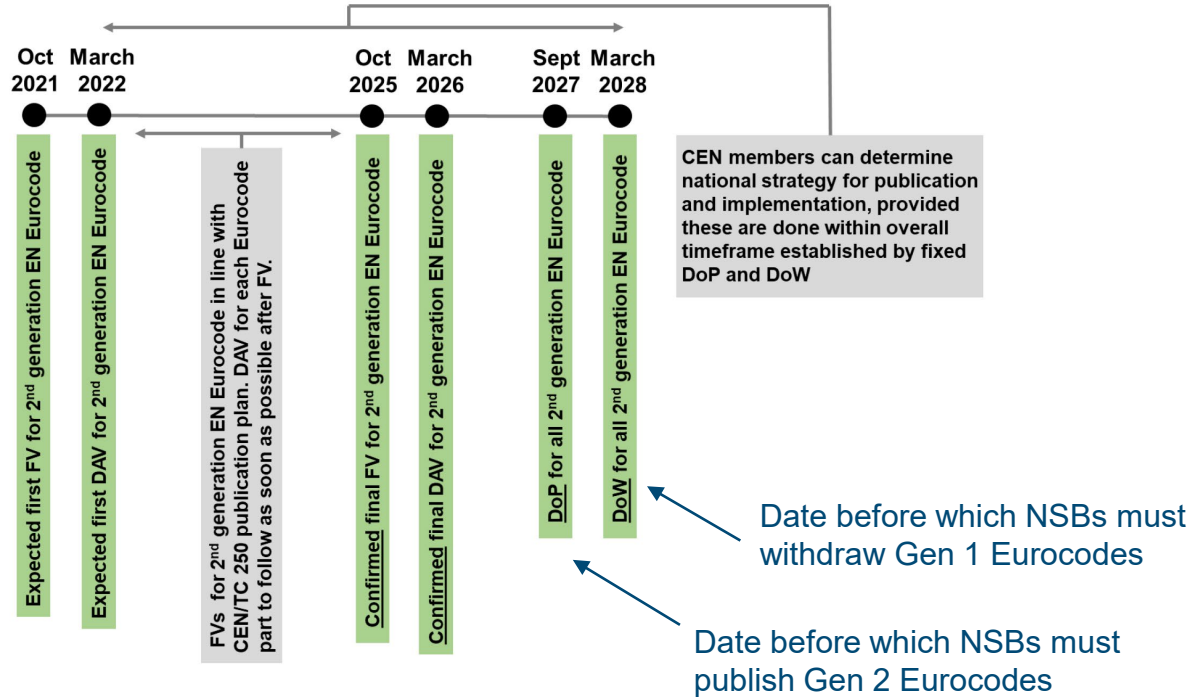 Oct
2021
March
2022
Oct
2025
March
2026
Sept
2027
March
2028
Expected first FV for 2nd generation EN Eurocode
Expected first DAV for 2nd generation EN Eurocode
FVs for 2nd generation EN Eurocode in line with
CEN/TC 250 publication plan. DAV for each Eurocode
part to follow as soon as possible after FV.
Confirmed final FV for 2nd generation EN Eurocode
Confirmed final DAV for 2nd generation EN Eurocode
DoP for all 2nd generation EN Eurocode
DoW for all 2nd generation EN Eurocode
CEN members can determine
national strategy for publication
and implementation, provided
these are done within overall
timeframe established by fixed
DoP and DoW
Date before which NSBs must
withdraw Gen 1 Eurocodes
Date before which NSBs must
publish Gen 2 Eurocodes